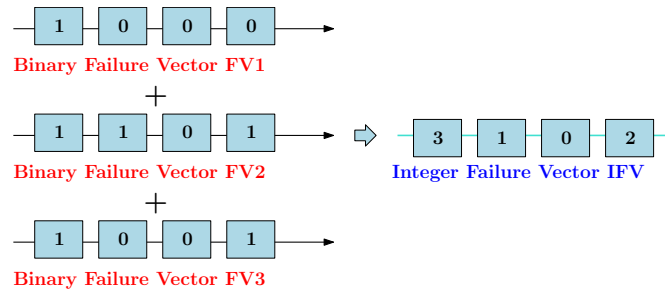 1 0 0 0
Binary Failure Vector FV1
+
1 1 0 1
Binary Failure Vector FV2
+
1 0 0 1
Binary Failure Vector FV3
3 1 0 2
Integer Failure Vector IFV